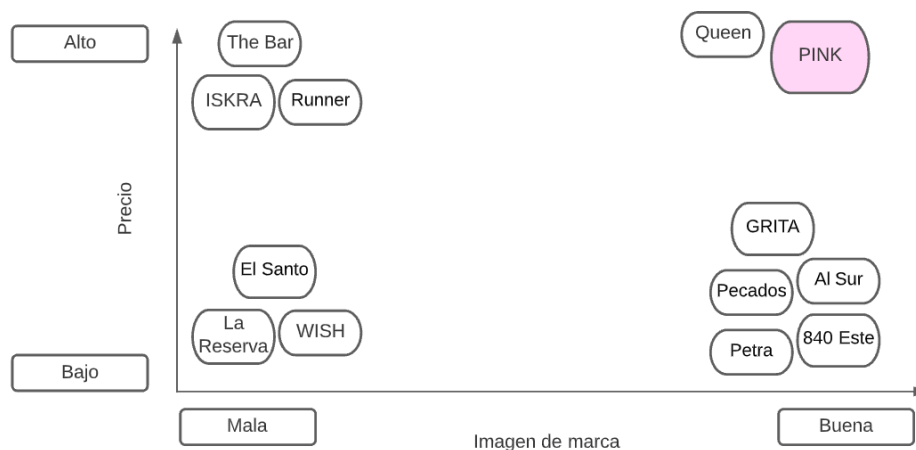 Alto
The Bar
Queen
PINK
ISKRA
Runner
Precio
GRITA
El Santo
Al Sur
Pecados
La
Reserva
WISH
840 Este
Petra
Bajo
Mala
Buena
Imagen de marca